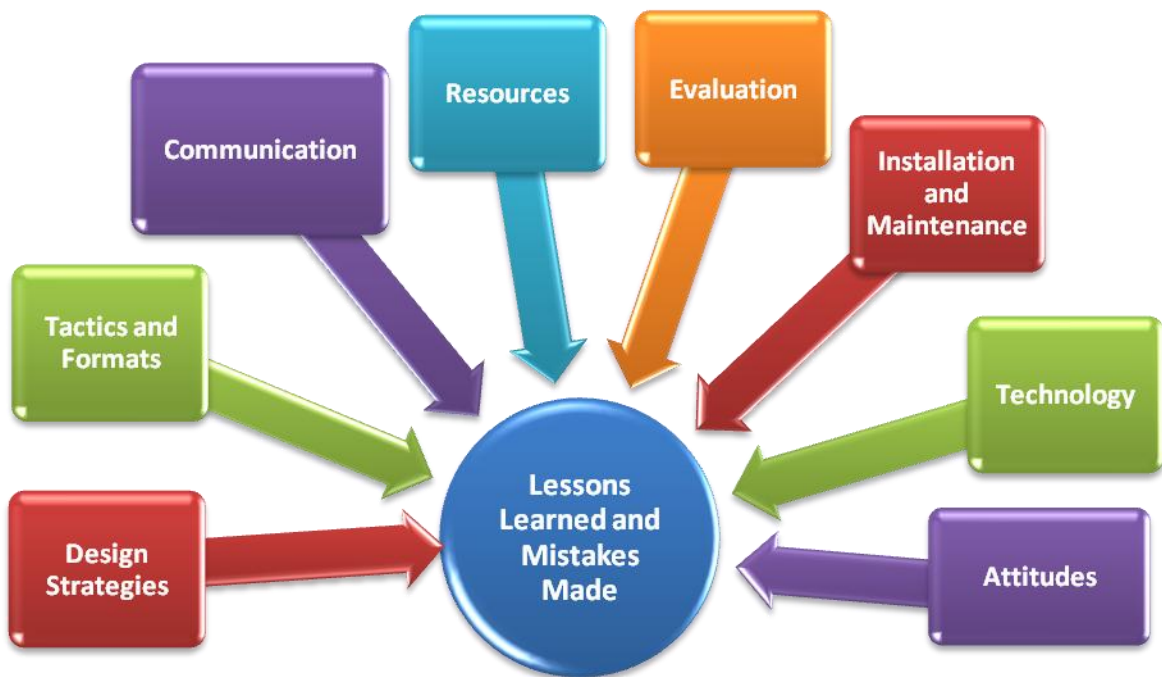 Resources
Evaluation
Communication
Installation
and
Maintenance
Tactics and
Formats
Technology
Lessons
Learned and
Mistakes
Made
Design
Strategies
Attitudes